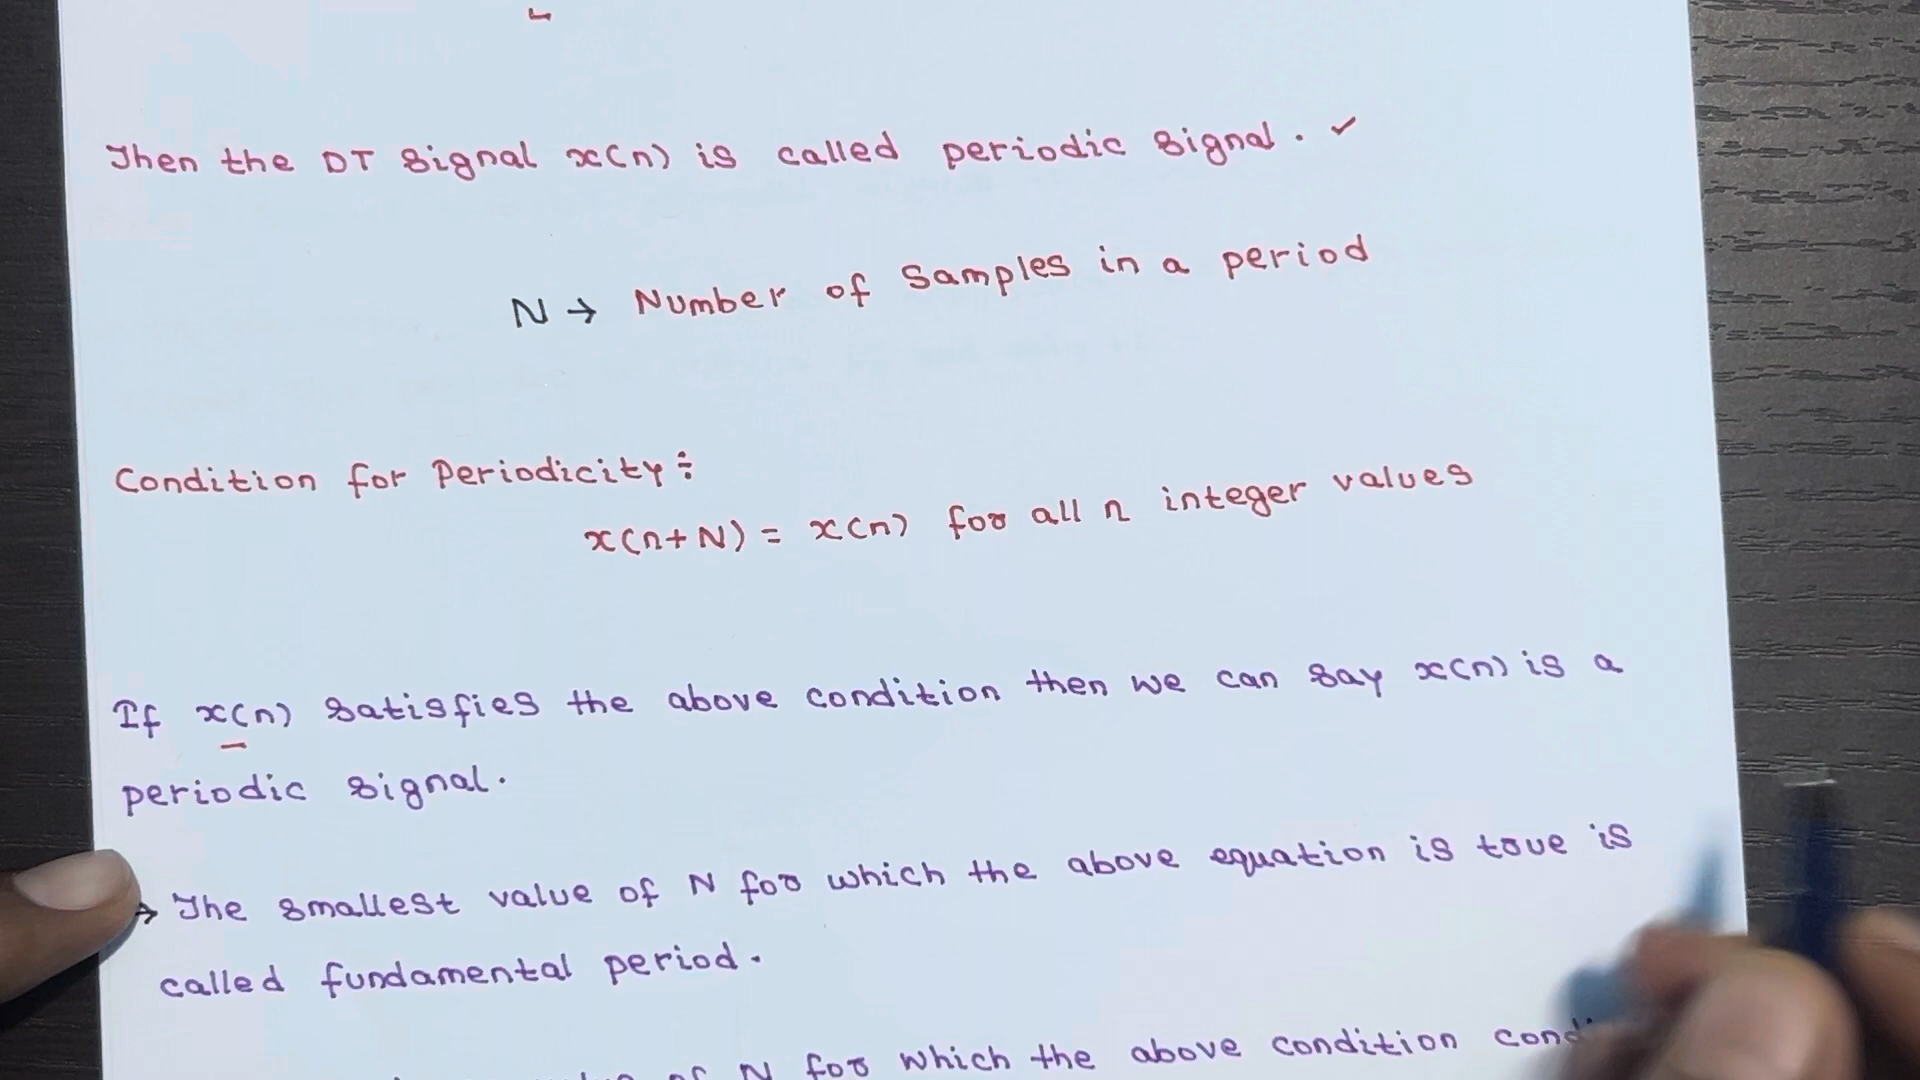 Then the DT signal x(n) is called periodic signal.
N → Number of Samples in a period
Condition for Periodicity÷
x(n+N) = x(n) for all n integer values
If x(n) satisfies the above condition then we can say x(n) is a
periodic signal.
→ The smallest value of N for which the above equation is true is
called fundamental period.
of N for which the above condition